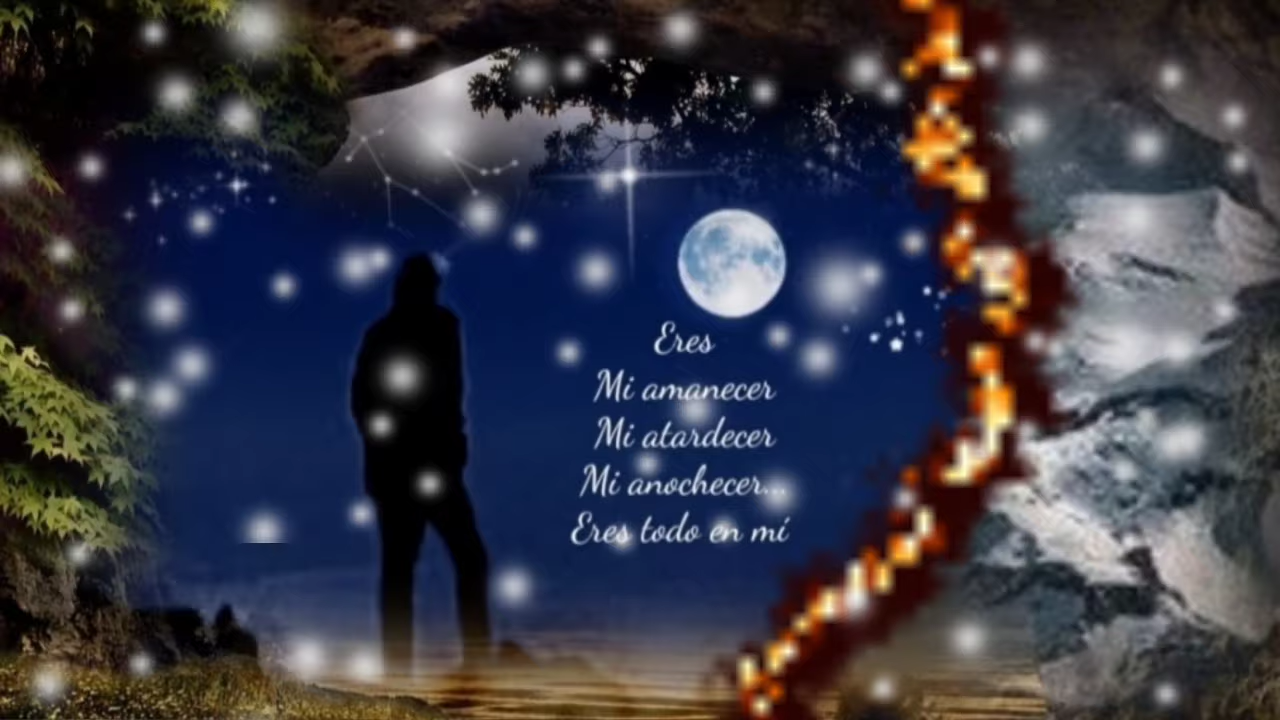 Eres
Mi amanecer
Mi atardecer
Mi anochecer...
Eres todo en mí